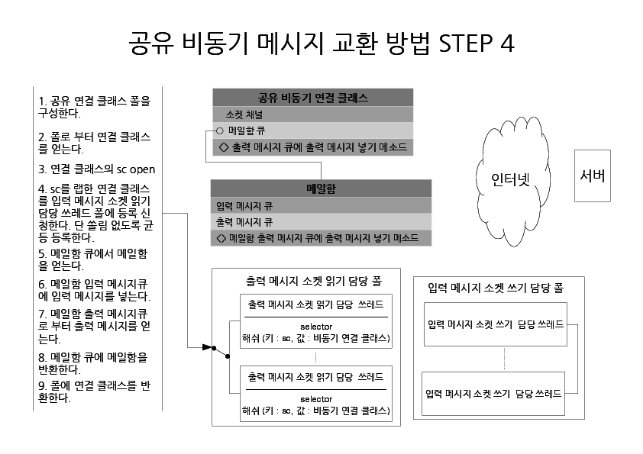 공유 비동기 메시지 교환 방법 STEP 4
1. 공유 연결 클래스 폴을
구성한다.
2. 폴로 부터 연결 클래스
를 얻는다.
3. 연결 클래스의 sc open
4. sc를 랩한 연결 클래스
를 입력 메시지 소켓 읽기
담당 쓰레드 폴에 등록 신
청한다. 단 쏠림 없도록 균
등 등록한다.
5. 메일함 큐에서 메일함
을 얻는다.
6. 메일함 입력 메시지큐
에 입력 메시지를 넣는다.
7. 메일함 출력 메시지큐
로 부터 출력 메시지를 얻
는다.
8. 메일함 큐에 메일함을
반환한다.
9. 폴에 연결 클래스를 반
환한다.
공유 비동기 연결 클래스
소켓 채널
메일함 큐
◇ 출력 메시지 큐에 출력 메시지 넣기 메소드
메일함
입력 메시지 큐
출력 메시지 큐
◇ 메일함 출력 메시지 큐에 출력 메시지 넣기 메소드
인터넷
서버
출력 메시지 소켓 읽기 담당 폴
출력 메시지 소켓 읽기 담당 쓰레드
selector
해쉬 (키 : sc, 값 : 비동기 연결 클래스)
출력 메시지 소켓 읽기 담당 쓰레드
selector
해쉬 (키 : sc, 값 : 비동기 연결 클래스)
입력 메시지 소켓 쓰기 담당 폴
입력 메시지 소켓 쓰기 담당 쓰레드
입력 메시지 소켓 쓰기 담당 쓰레드